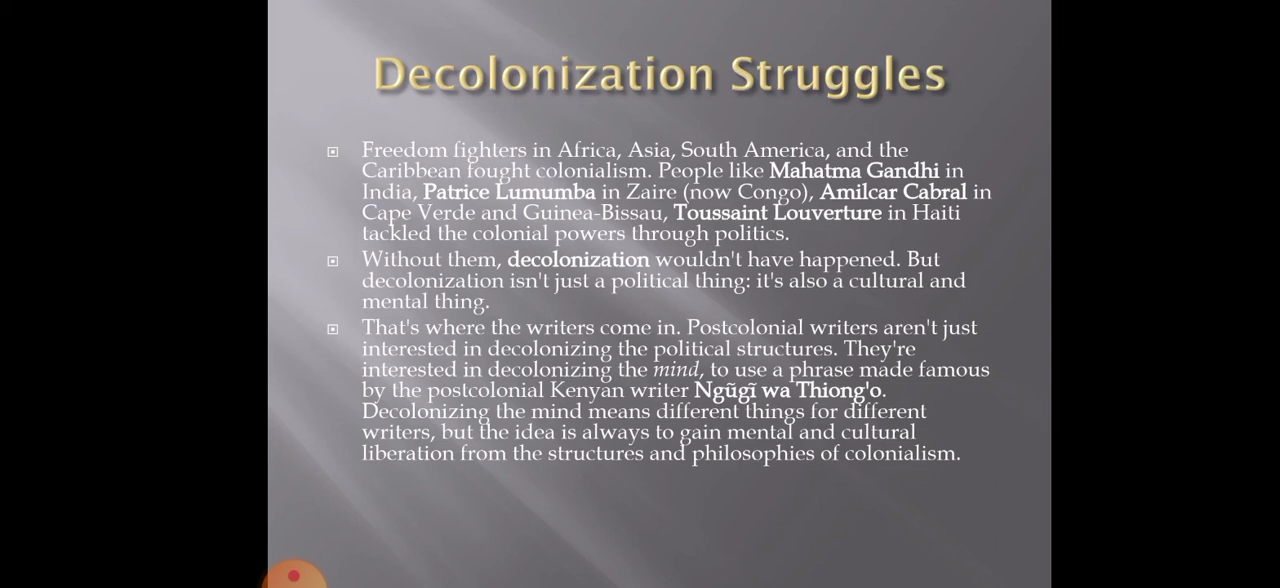 Decolonization Struggles
Freedom fighters in Africa, Asia, South America, and the
Caribbean fought colonialism. People like Mahatma Gandhi in
India, Patrice Lumumba in Zaire (now Congo), Amilcar Cabral in
Cape Verde and Guinea-Bissau, Toussaint Louverture in Haiti
tackled the colonial powers through politics.
Without them, decolonization wouldn't have happened. But
decolonization isn't just a political thing: it's also a cultural and
mental thing.
That's where the writers come in. Postcolonial writers aren't just
interested in decolonizing the political structures. They're
interested in decolonizing the mind, to use a phrase made famous
by the postcolonial Kenyan writer Ngũgĩ wa Thiong'o.
Decolonizing the mind means different things for different
writers, but the idea is always to gain mental and cultural
liberation from the structures and philosophies of colonialism.